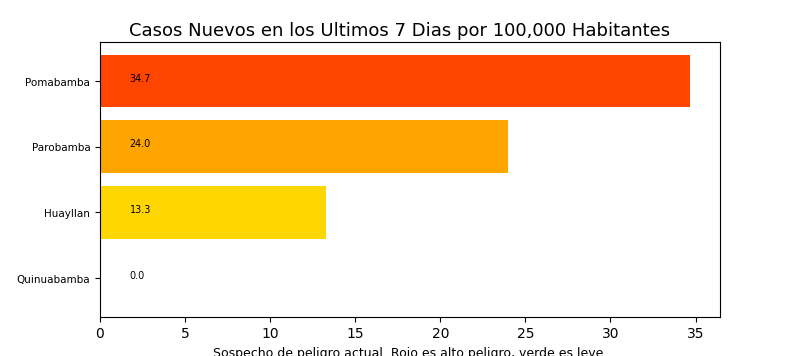 Casos Nuevos en los Ultimos 7 Dias por 100,000 Habitantes
Pomabamba 34.7
Parobamba 24.0
Huayllan 13.3
Quinuabamba 0.0
0 5 10 15 20 25 30 35
Sospecho de peligro actual. Rojo es alto peligro, verde es leve